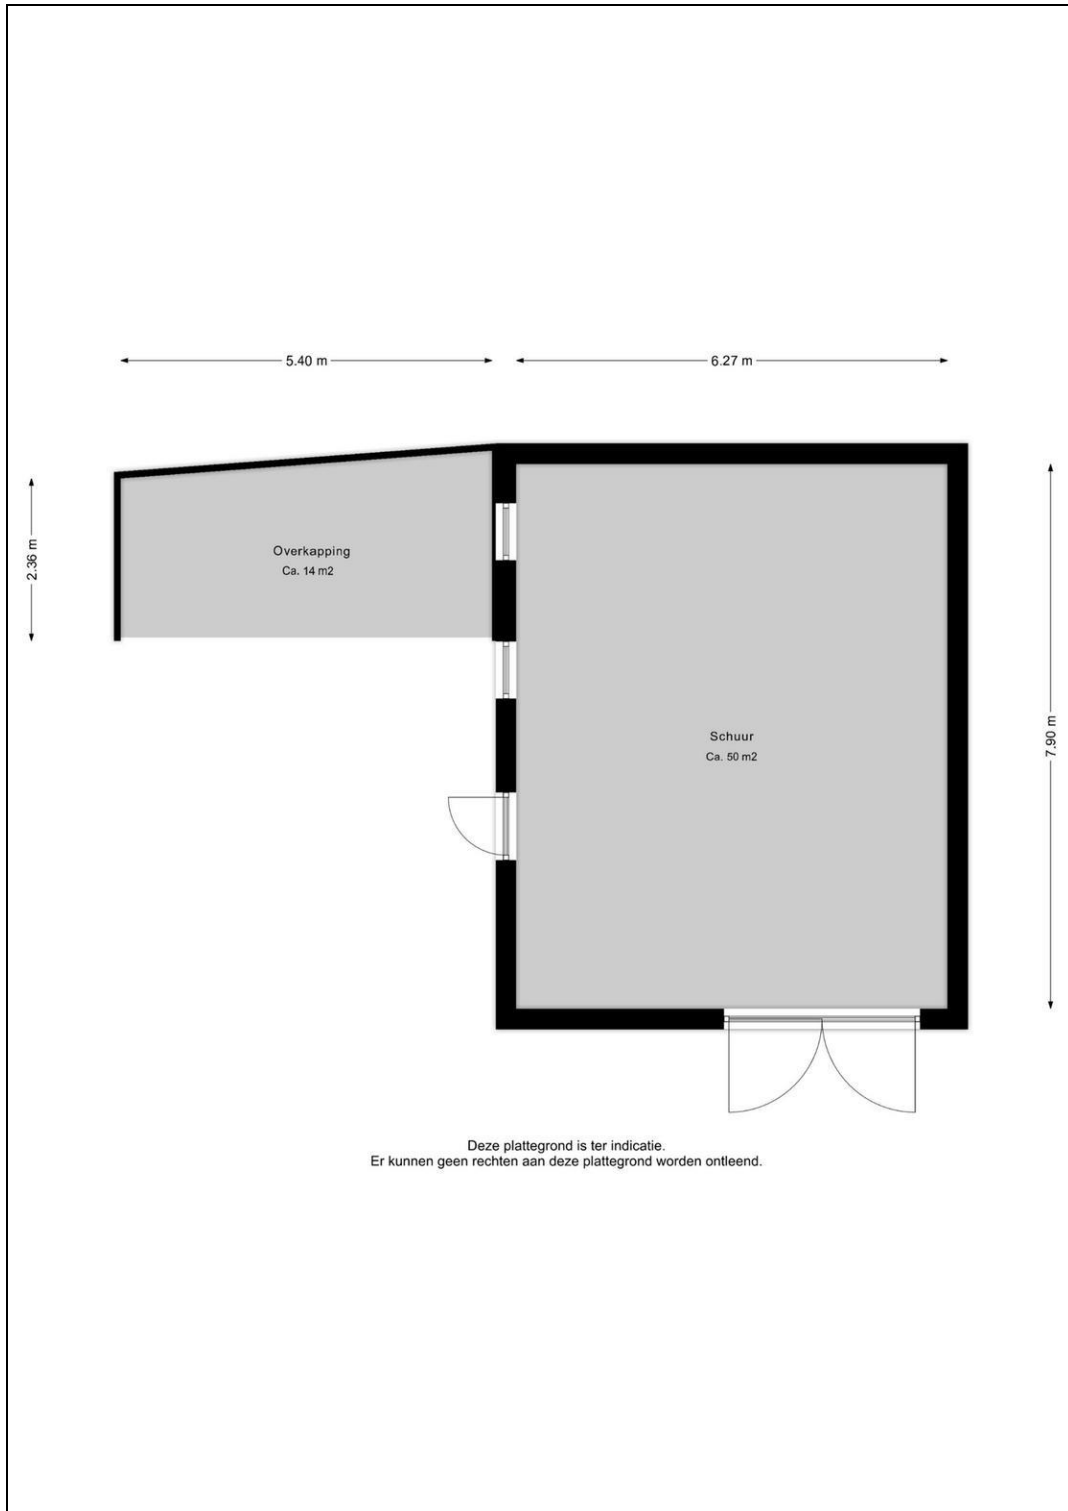 5.40 m
6.27 m
2.36 m
Overkapping
Ca. 14 m2
Schuur
Ca. 50 m2
7.90 m
Deze plattegrond is ter indicatie.
Er kunnen geen rechten aan deze plattegrond worden ontleend.